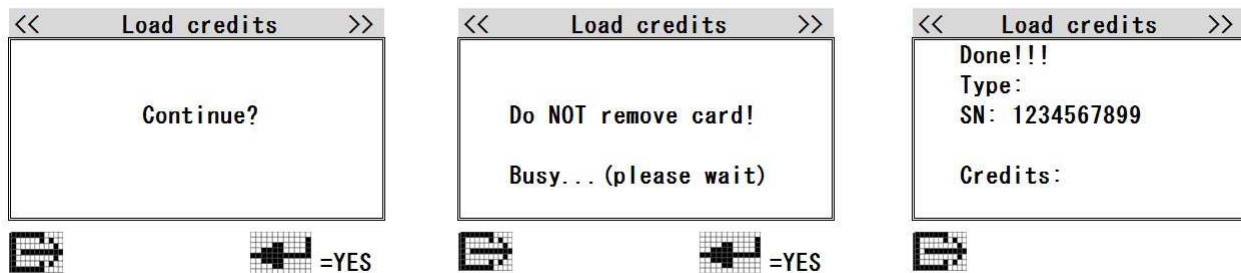 << Load credits >>
Continue?
=YES
<< Load credits >>
Do NOT remove card!
Busy...(please wait)
=YES
<< Load credits >>
Done!!!
Type:
SN: 1234567899
Credits: